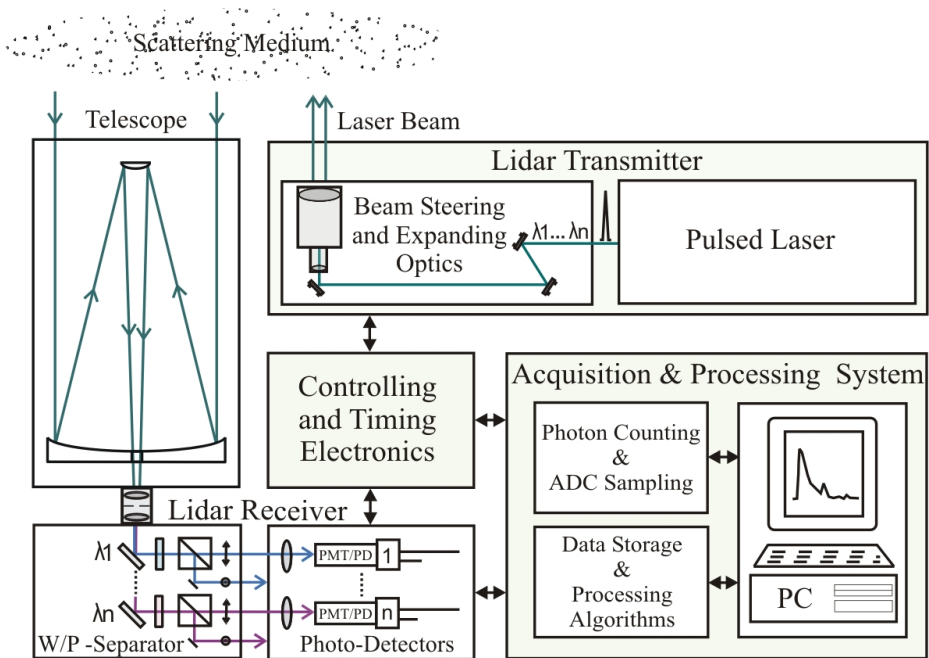 Scattering Medium
Telescope
Laser Beam
Lidar Transmitter
Beam Steering
and Expanding
Optics
λ1... λn
Pulsed Laser
Controlling
and Timing
Electronics
Acquisition & Processing System
Photon Counting
&
ADC Sampling
Data Storage
&
Processing
Algorithms
PC
Lidar Receiver
λ1
PMT/PD
1
λn
PMT/PD
n
W/P -Separator
Photo-Detectors